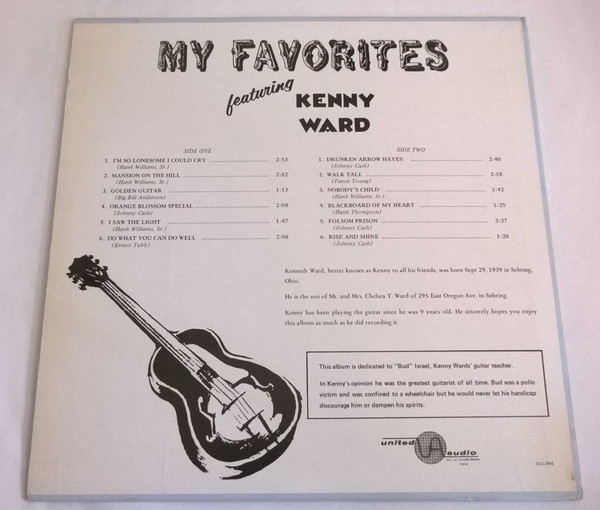 MY FAVORITES
featuring
KENNY
WARD
SIDE ONE
1. I'M SO LONESOME I COULD CRY 2:53
(Hank Williams, Sr)
2. MANSION ON THE HILL 2:02
(Hank Williams, Sr)
3. GOLDEN GUITAR 1:13
(Big Bill Anderson)
4. ORANGE BLOSSOM SPECIAL 2:08
(Johnny Cash)
5. I SAW THE LIGHT 1:47
(Hank Williams, Sr)
6. DO WHAT YOU CAN DO WELL 2:08
(Ernest Tubb)
SIDE TWO
1. DRUNKEN ARROW HAYES 2:40
(Johnny Cash)
2. WALK TALL 2:18
(Faron Young)
3. NOBODY'S CHILD 1:42
(Hank Williams, Jr)
4. BLACKBOARD OF MY HEART 1:25
(Hank Thompson)
5. FOLSOM PRISON 2:37
(Johnny Cash)
6. RISE AND SHINE 1:20
(Johnny Cash)
Kenneth Ward, better known as Kenny to all his friends, was born Sept 29, 1939 in Sebring,
Ohio.
He is the son of Mr. and Mrs. Chelsea T. Ward of 295 East Oregon Ave. in Sebring.
Kenny has been playing the guitar since he was 9 years old. He sincerely hopes you enjoy
this album as much as he did recording it.
This album is dedicated to "Bud" Israel, Kenny Wards' guitar teacher.
In Kenny's opinion he was the greatest guitarist of all time. Bud was a polio
victim and was confined to a wheelchair but he would never let his handicap
discourage him or dampen his spirits.
united UA audio